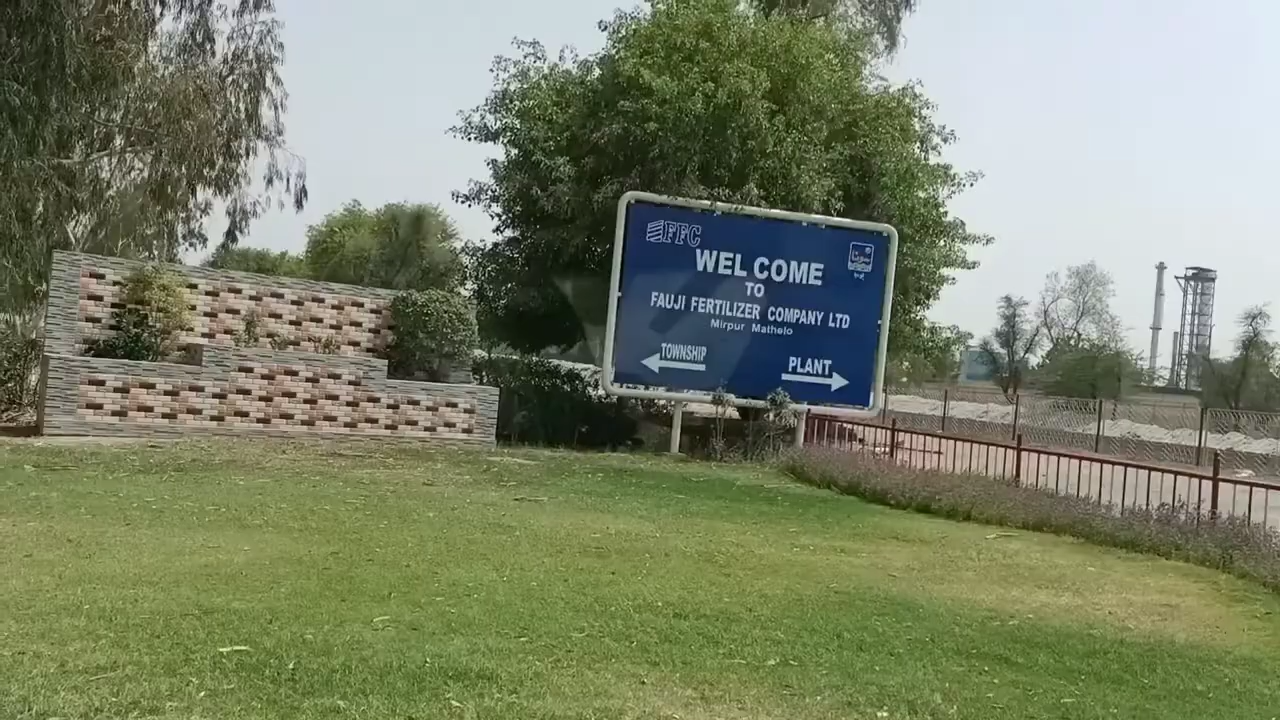 FFC
WEL COME
TO
FAUJI FERTILIZER COMPANY LTD
Mirpur Mathelo
TOWNSHIP
PLANT